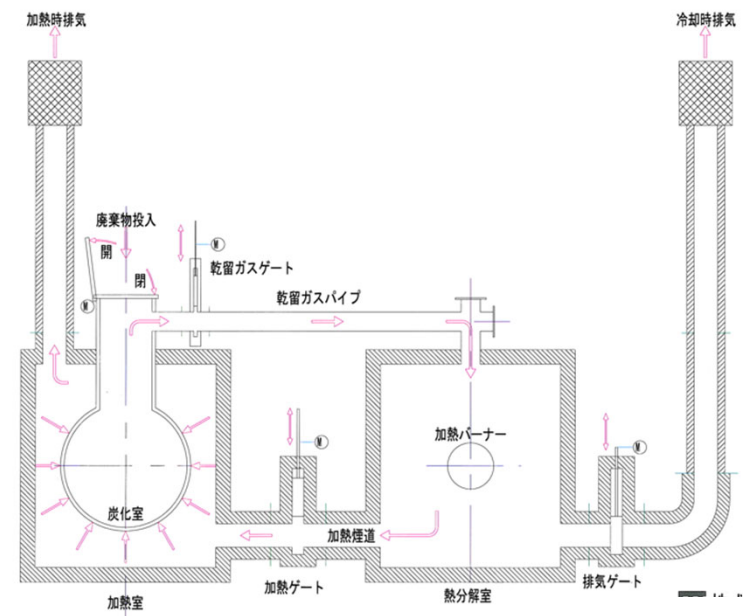 加熱時排気
冷却時排気
廃棄物投入
開
M
乾留ガスゲート
閉
乾留ガスパイプ
M
加熱バーナー
M
M
炭化室
加熱煙道
加熱ゲート
排気ゲート
熱分解室
加熱室